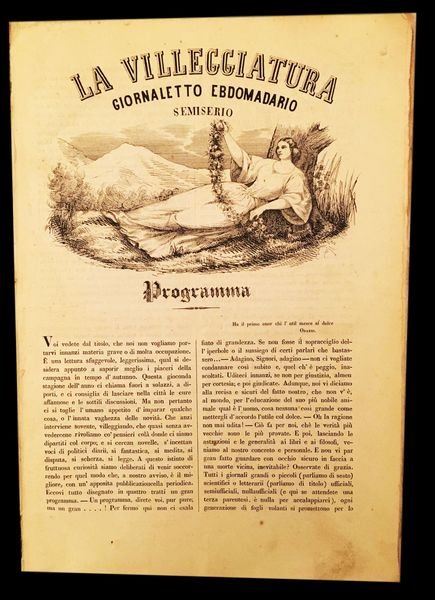 LA VILLEGGIATURA
GIORNALETTO EBDOMADARIO
SEMISERIO
Programma
Ha il primo onor chi l' util mesce al dolce
ORAZIO.
Voi vedete dal titolo, che noi non vogliamo por-
tarvi innanzi materia grave o di molta occupazione.
È una lettura sfuggevole, leggerissima, qual si de-
sidera appunto a saporir meglio i piaceri della
campagna in tempo d' autunno. Questa gioconda
stagione dell' anno ci chiama fuori a solazzi, a di-
porti, e ci consiglia di lasciare nella città le cure
affannose e le sottili discussioni. Ma non pertanto
ci si toglie l'umano appetito d' imparar qualche
cosa, o l' innata vaghezza delle novità. Che anzi
interviene sovente, villeggiando, che quasi senza av-
vedercene rivoliamo co' pensieri colà donde ci siamo
dipartiti col corpo; e si cercan novelle, s' inventan
voci di politici divrii, si fantastica, si medita, si
disputa, si scherza, si legge. A questo istinto di
fruttuosa curiosità siamo deliberati di venir soccor-
rendo per quel modo che, a nostro avviso, è il mi-
gliore, con un' apposita pubblicazioncella periodica.
Eccovi tutto disegnato in quattro tratti un gran
programma. — Un programma, direte voi, pur pure;
ma un gran . . . . ! Per fermo qui non ci esala
fiato di grandezza. Se non fosse il sopracciglio del-
l' iperbole o il sussiego di certi parlari che bastas-
sero... — Adagino, Signori, adagino — non ci vogliate
condannare così subito e, quel ch' è peggio, ina-
scoltati. Uditeci innanzi, se non per giustizia, almen
per cortesia; e poi giudicate. Adunque, noi vi diciamo
alla ricisa e sicuri del fatto nostro, che non v' è,
al mondo, per l'educazione del suo più nobile ani-
male qual è l'uomo, cosa nessuna così grande come
mettergli d'accordo l'utile col dolce. — Oh la ragione
non mai udita! — Ciò fa per noi, chè le verità più
vecchie sono le più provate. E poi, lasciando le
astrazioni e le generalità ai libri e ai filosofi, ve-
niamo al nostro concreto e personale. E non vi par
gran fatto guardare con occhio sicuro in faccia a
una morte vicina, inevitabile? Osservate di grazia.
Tutti i giornali grandi o piccoli (parliamo di sesto)
scientifici o letterarii (parliamo di titolo) ufficiali,
semiufficiali, nullaufficiali (e qui se attendete una
terza parentesi, è nulla per accalappiarci), ogni
generazione di fogli volanti si promettono per lo